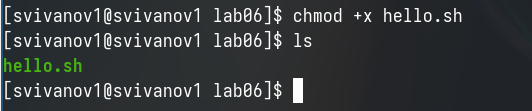 [svivanov1@svivanov1 lab06]$ chmod +x hello.sh
[svivanov1@svivanov1 lab06]$ ls
hello.sh
[svivanov1@svivanov1 lab06]$